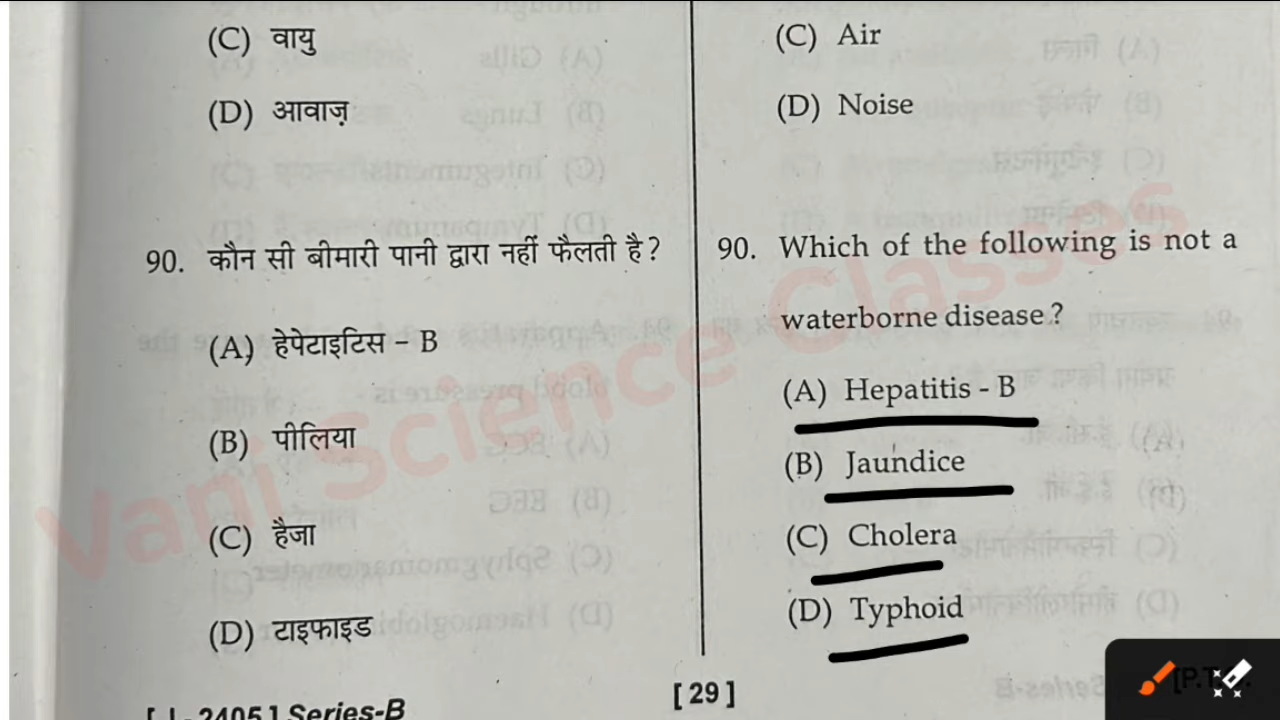 (C) वायु
(D) आवाज़
90. कौन सी बीमारी पानी द्वारा नहीं फैलती है?
(A) हेपेटाइटिस – B
(B) पीलिया
(C) हैजा
(D) टाइफाइड
(C) Air
(D) Noise
90. Which of the following is not a
waterborne disease?
(A) Hepatitis - B
(B) Jaundice
(C) Cholera
(D) Typhoid
Vani Science Classes
[ 29 ]
Series-B